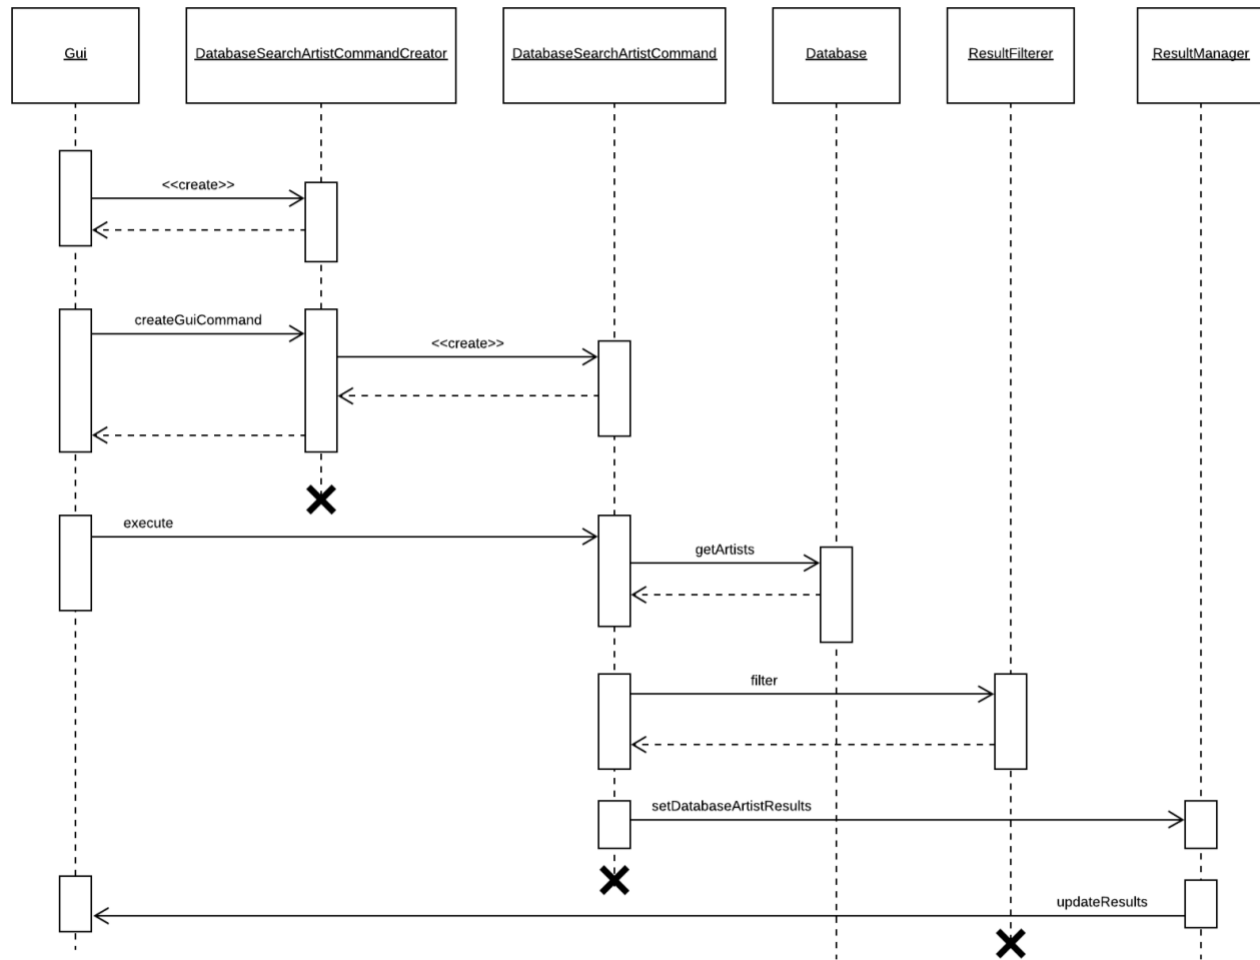 Gui
DatabaseSearchArtistCommandCreator
DatabaseSearchArtistCommand
Database
ResultFilterer
ResultManager
<<create>>
createGuiCommand
<<create>>
execute
getArtists
filter
setDatabaseArtistResults
updateResults